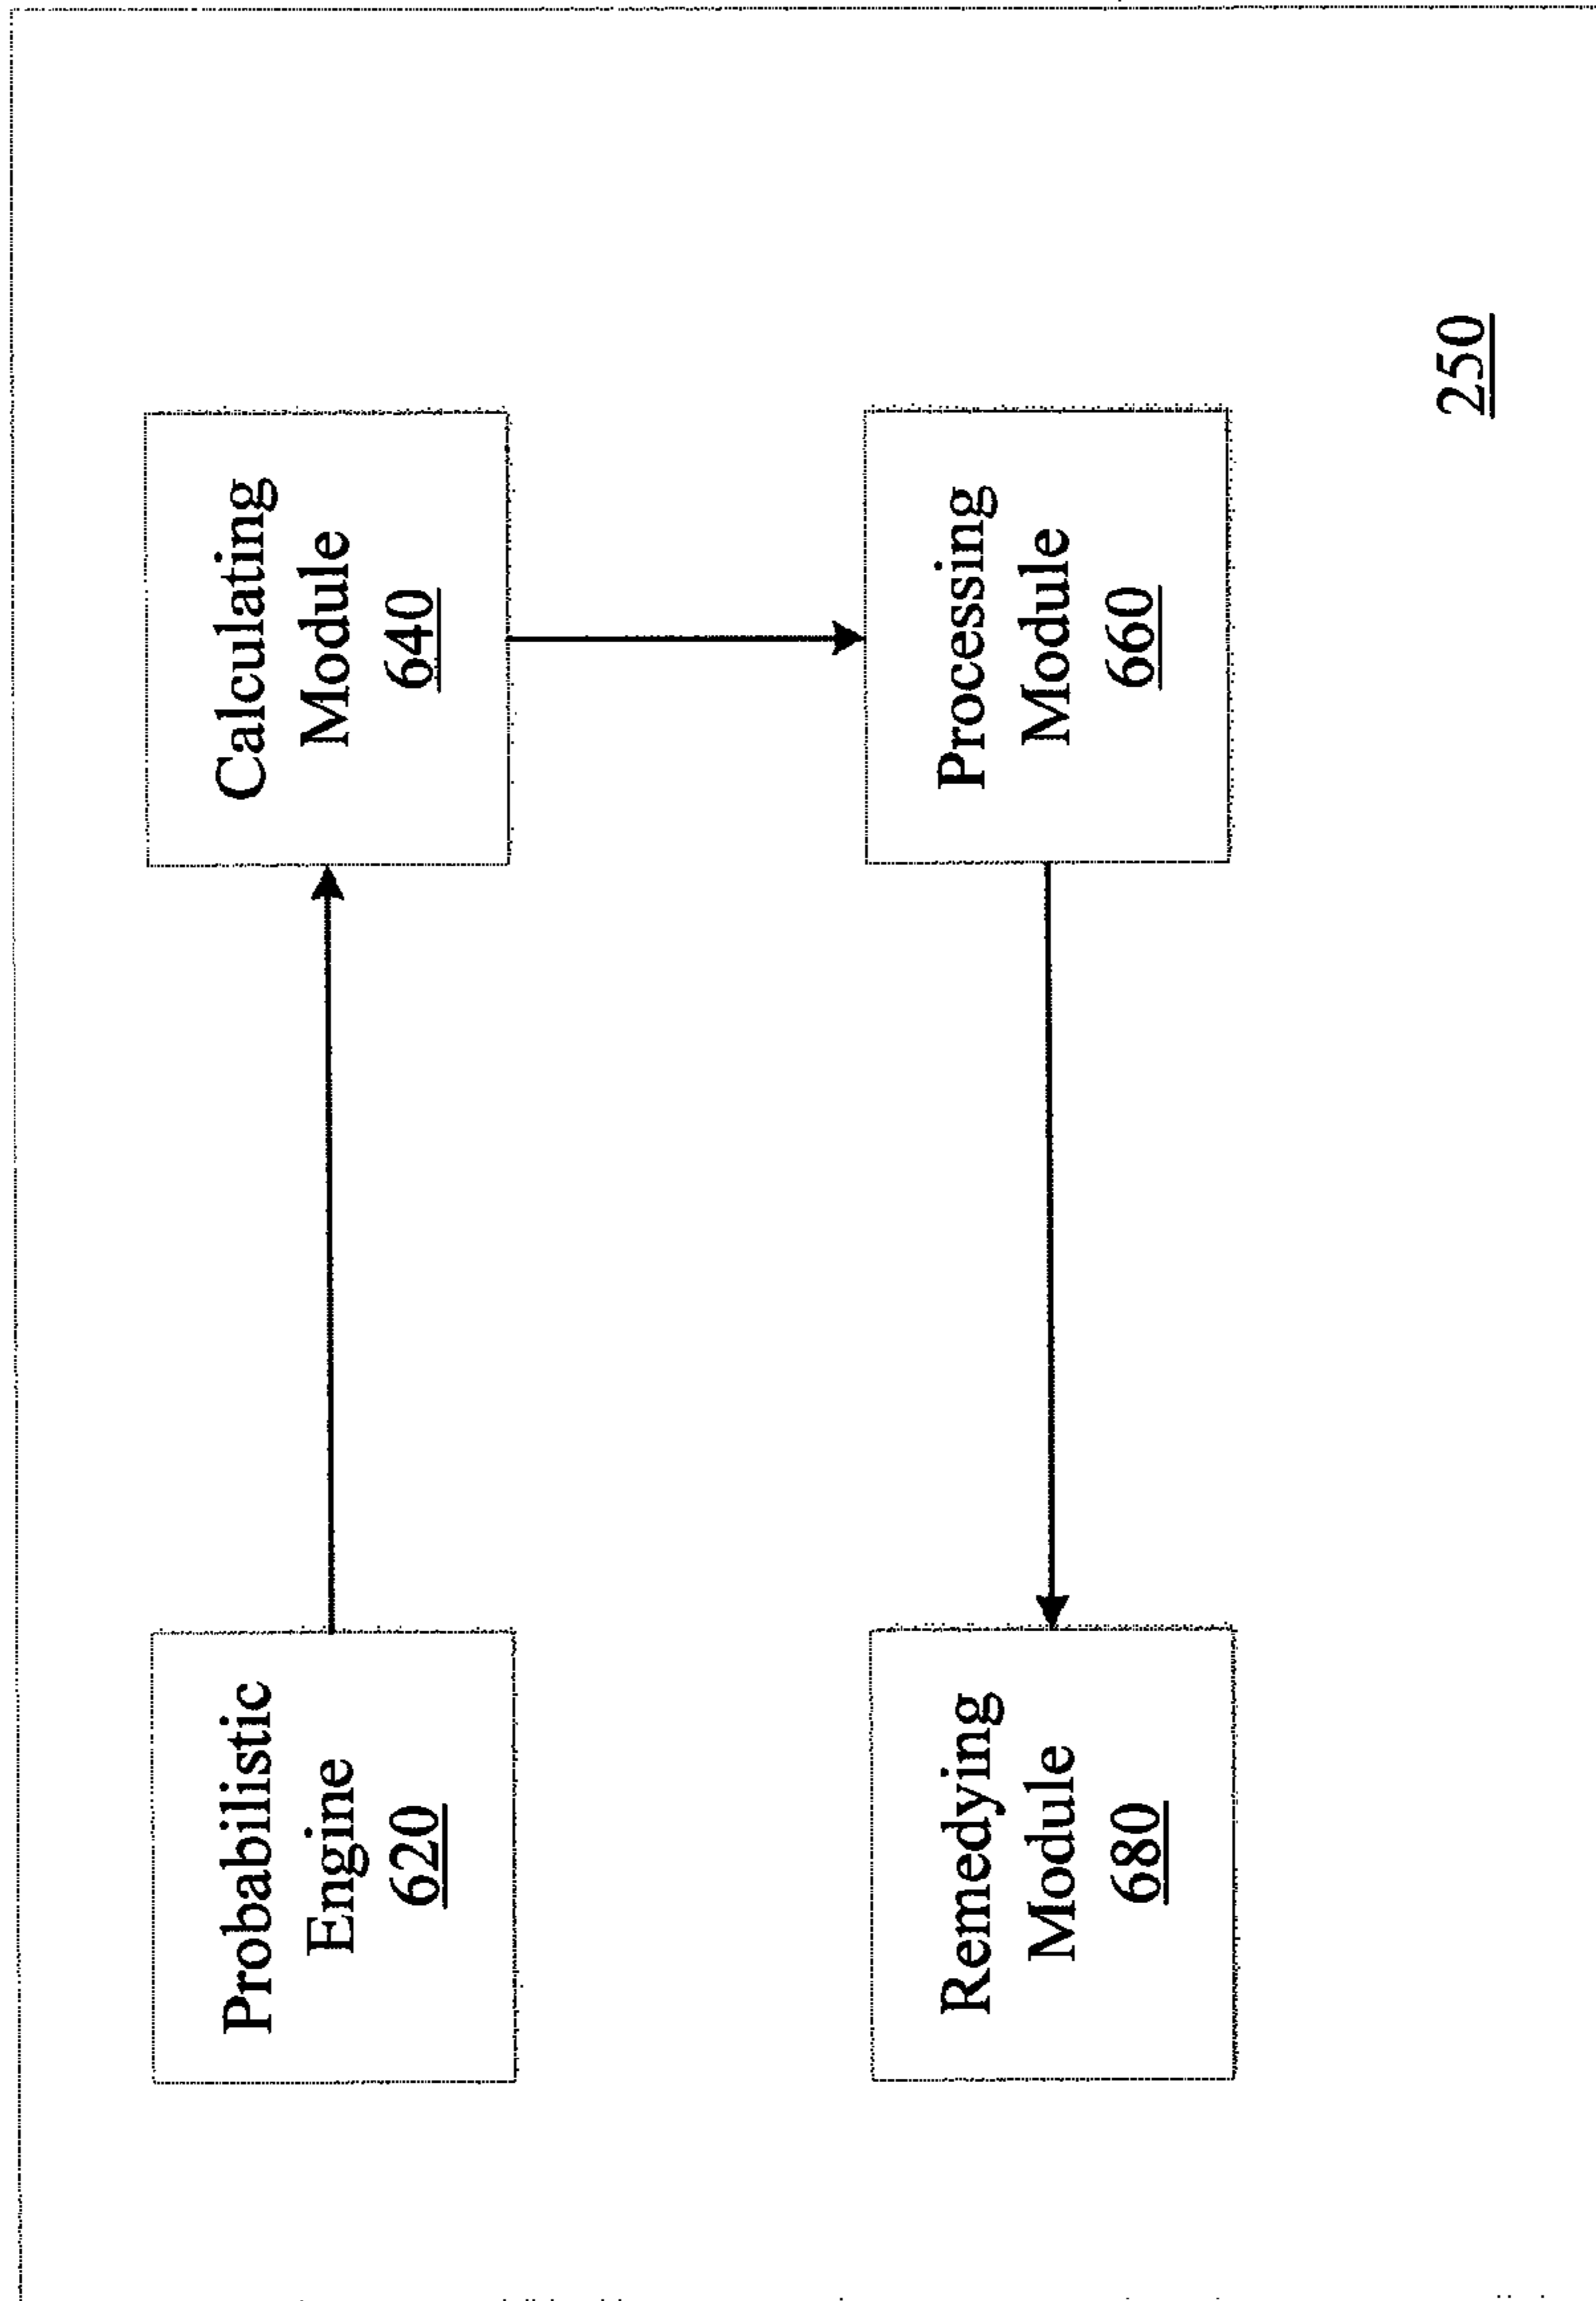 Probabilistic
Engine
620
Calculating
Module
640
Remedying
Module
680
Processing
Module
660
250